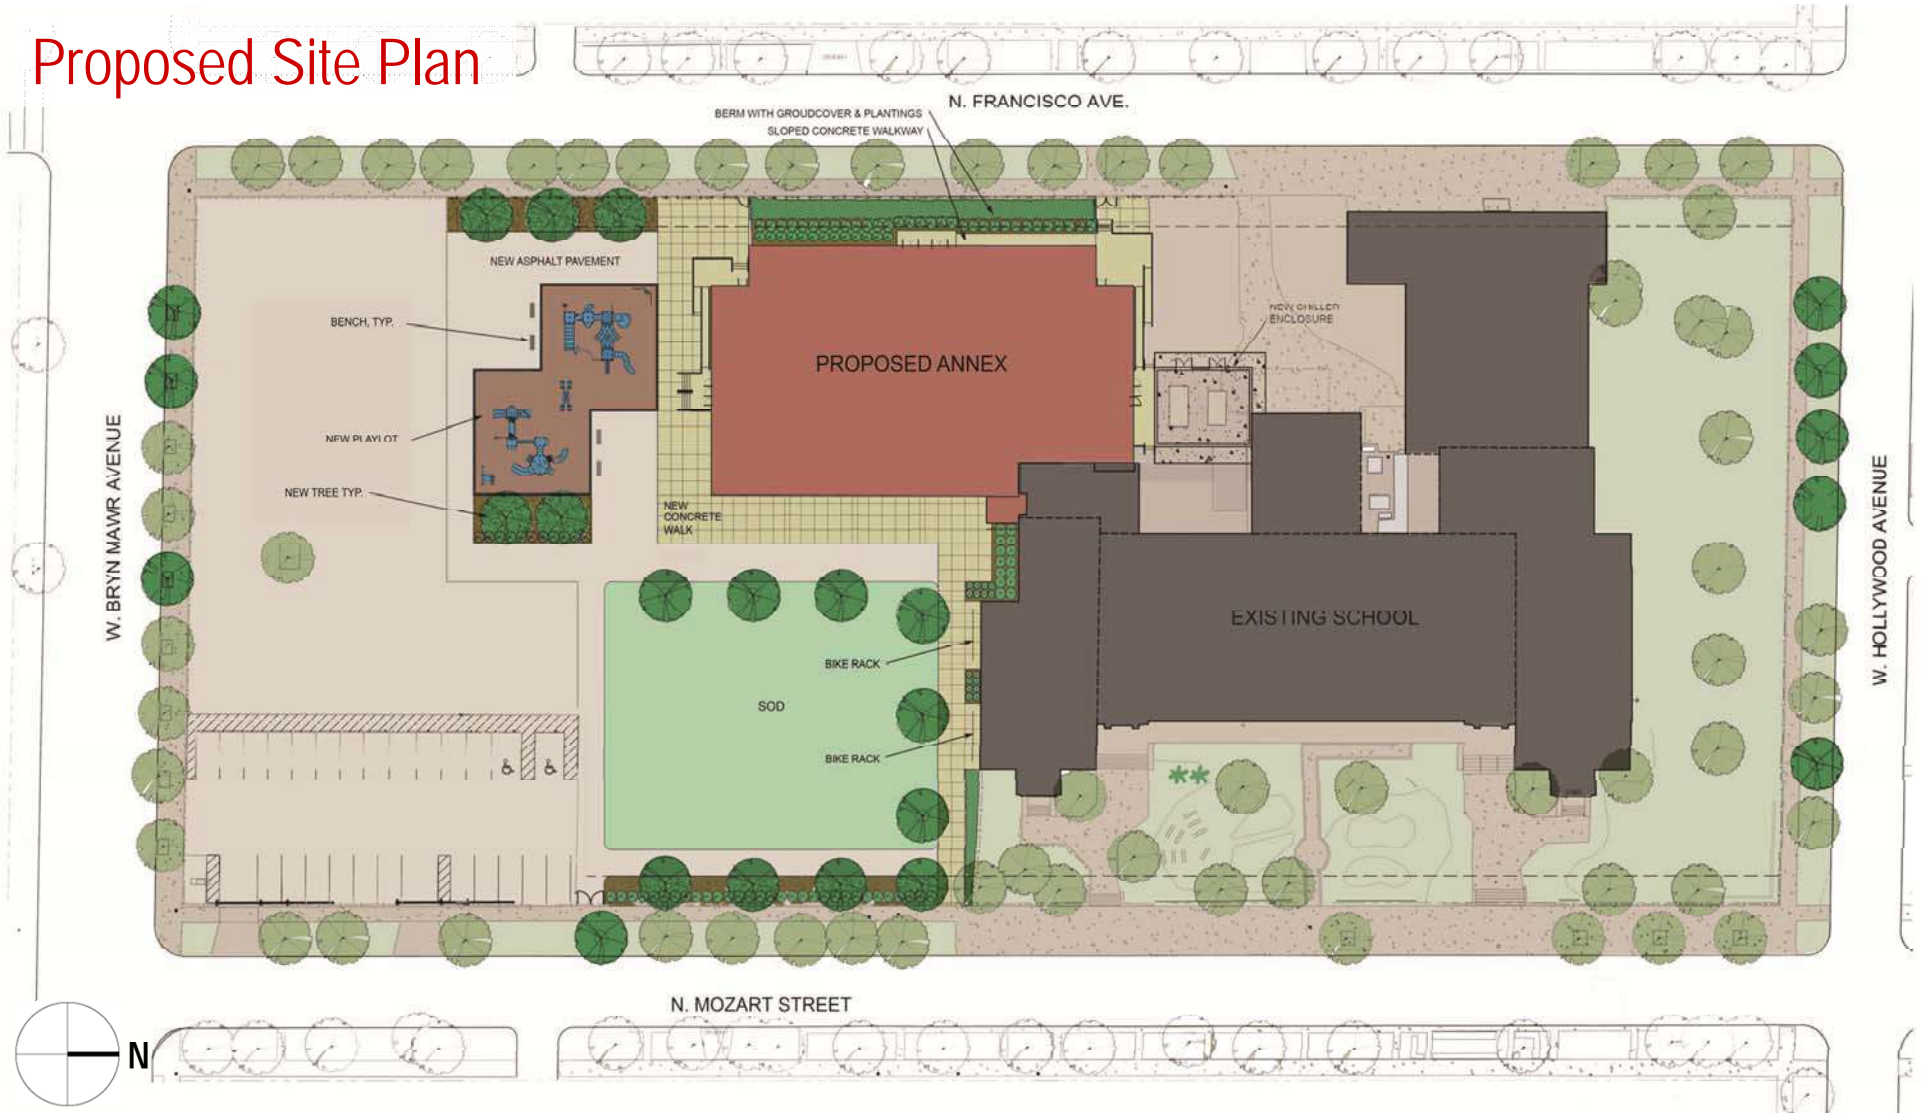 Proposed Site Plan
N. FRANCISCO AVE.
BERM WITH GROUDCOVER & PLANTINGS
SLOPED CONCRETE WALKWAY
NEW ASPHALT PAVEMENT
BENCH, TYP.
NEW CHILLER
ENCLOSURE
PROPOSED ANNEX
NEW PLAYLOT
NEW TREE TYP.
NEW
CONCRETE
WALK
W. BRYN MAWR AVENUE
W. HOLLYWOOD AVENUE
EXISTING SCHOOL
BIKE RACK
SOD
BIKE RACK
N. MOZART STREET
N